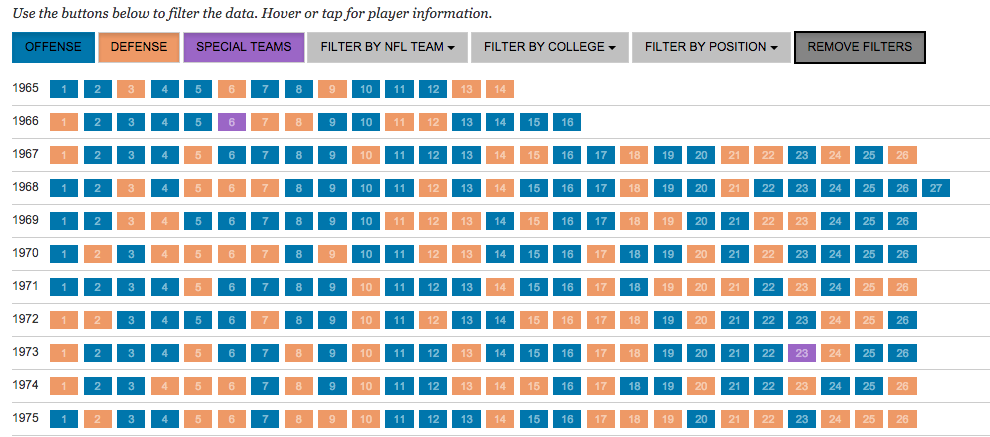 Use the buttons below to filter the data. Hover or tap for player information.
OFFENSE DEFENSE SPECIAL TEAMS FILTER BY NFL TEAM FILTER BY COLLEGE FILTER BY POSITION REMOVE FILTERS
1965 1 2 3 4 5 6 7 8 9 10 11 12 13 14
1966 1 2 3 4 5 6 7 8 9 10 11 12 13 14 15 16
1967 1 2 3 4 5 6 7 8 9 10 11 12 13 14 15 16 17 18 19 20 21 22 23 24 25 26
1968 1 2 3 4 5 6 7 8 9 10 11 12 13 14 15 16 17 18 19 20 21 22 23 24 25 26 27
1969 1 2 3 4 5 6 7 8 9 10 11 12 13 14 15 16 17 18 19 20 21 22 23 24 25 26
1970 1 2 3 4 5 6 7 8 9 10 11 12 13 14 15 16 17 18 19 20 21 22 23 24 25 26
1971 1 2 3 4 5 6 7 8 9 10 11 12 13 14 15 16 17 18 19 20 21 22 23 24 25 26
1972 1 2 3 4 5 6 7 8 9 10 11 12 13 14 15 16 17 18 19 20 21 22 23 24 25 26
1973 1 2 3 4 5 6 7 8 9 10 11 12 13 14 15 16 17 18 19 20 21 22 23 24 25 26
1974 1 2 3 4 5 6 7 8 9 10 11 12 13 14 15 16 17 18 19 20 21 22 23 24 25 26
1975 1 2 3 4 5 6 7 8 9 10 11 12 13 14 15 16 17 18 19 20 21 22 23 24 25 26